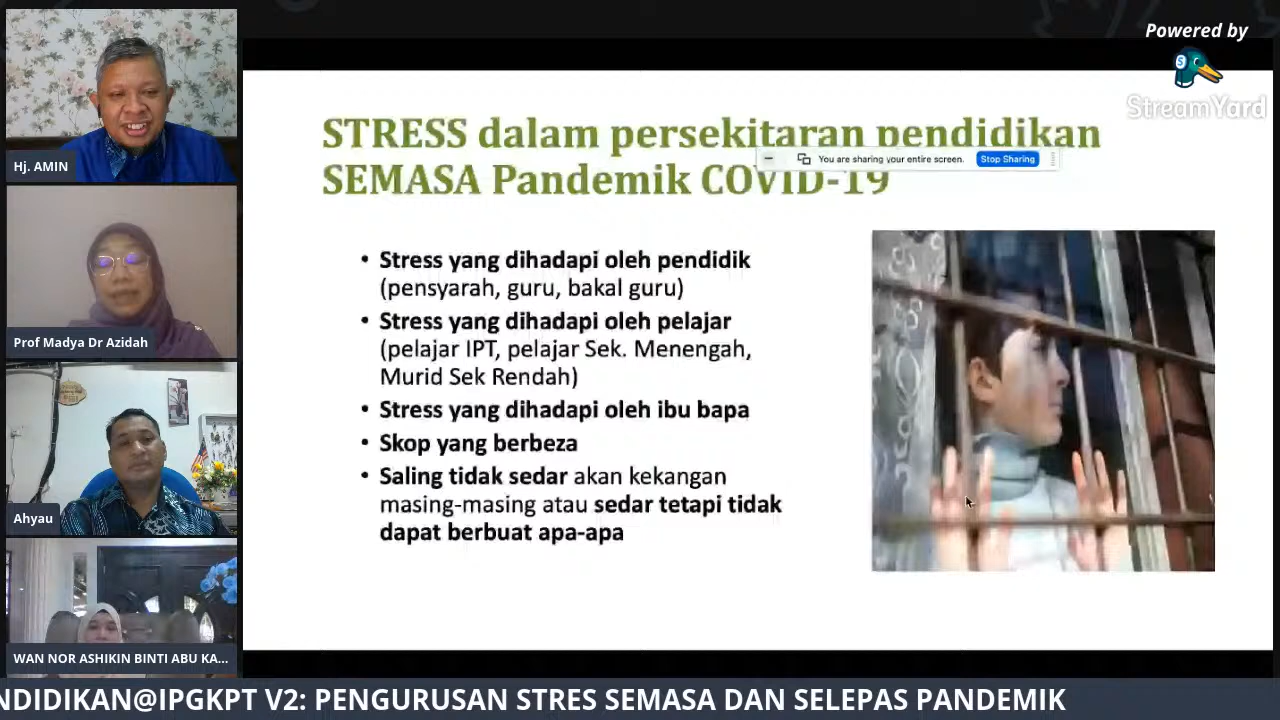 Powered by
StreamYard
Hj. AMIN
Prof Madya Dr Azidah
Ahyau
WAN NOR ASHIKIN BINTI ABU KA...
STRESS dalam persekitaran pendidikan
SEMASA Pandemik COVID-19
You are sharing your entire screen. Stop Sharing
• Stress yang dihadapi oleh pendidik
(pensyarah, guru, bakal guru)
• Stress yang dihadapi oleh pelajar
(pelajar IPT, pelajar Sek. Menengah,
Murid Sek Rendah)
• Stress yang dihadapi oleh ibu bapa
• Skop yang berbeza
• Saling tidak sedar akan kekangan
masing-masing atau sedar tetapi tidak
dapat berbuat apa-apa
NDIDIKAN@IPGKPT V2: PENGURUSAN STRES SEMASA DAN SELEPAS PANDEMIK